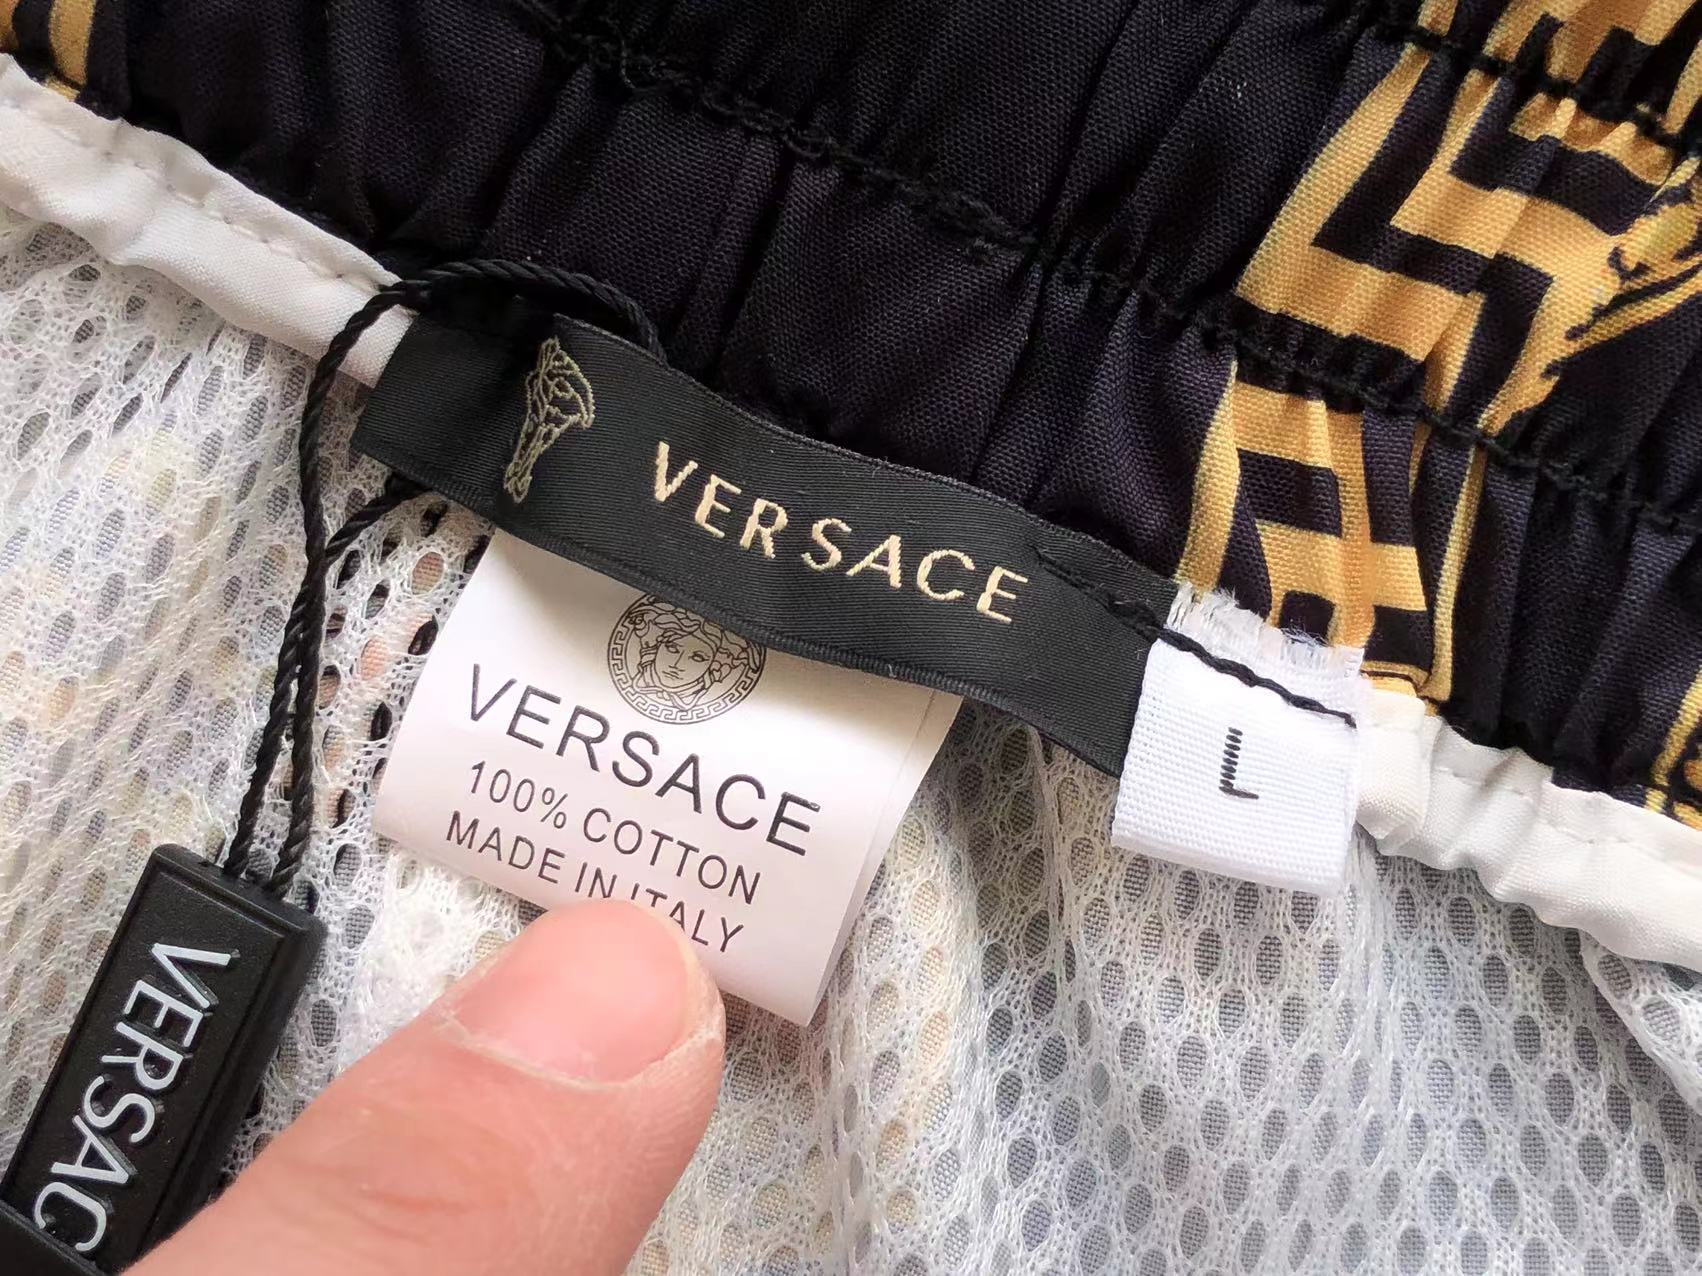 VERSACE
VERSACE
100% COTTON
MADE IN ITALY
L
VERSAC